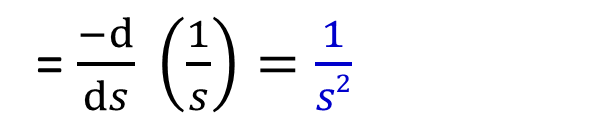 = −d/ds (1/s) = 1/s²